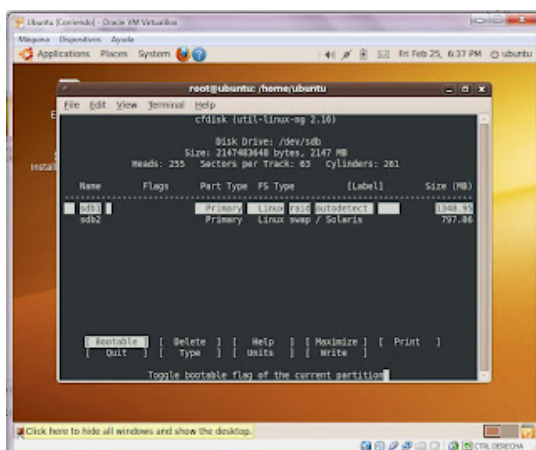 Ubuntu [Corriendo] - Oracle VM VirtualBox
Máquina Dispositivos Ayuda
Applications Places System Fri Feb 25, 6:37 PM ubuntu
root@ubuntu: /home/ubuntu
File Edit View Terminal Help
cfdisk (util-linux-ng 2.16)
Disk Drive: /dev/sdb
Size: 2147483648 bytes, 2147 MB
Heads: 255 Sectors per Track: 63 Cylinders: 261
Name Flags Part Type FS Type [Label] Size (MB)
sdb1 Primary Linux raid autodetect 1348.95
sdb2 Primary Linux swap / Solaris 797.86
[ Bootable ] [ Delete ] [ Help ] [ Maximize ] [ Print ]
[ Quit ] [ Type ] [ Units ] [ Write ]
Toggle bootable flag of the current partition
Click here to hide all windows and show the desktop.
CTRL DERECHA